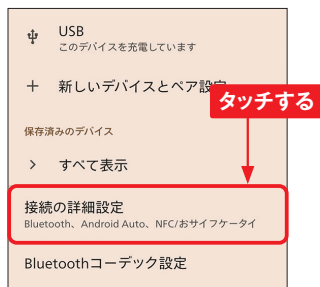 USB
このデバイスを充電しています
新しいデバイスとペア設定
タッチする
保存済みのデバイス
すべて表示
接続の詳細設定
Bluetooth、Android Auto、NFC/おサイフケータイ
Bluetoothコーデック設定